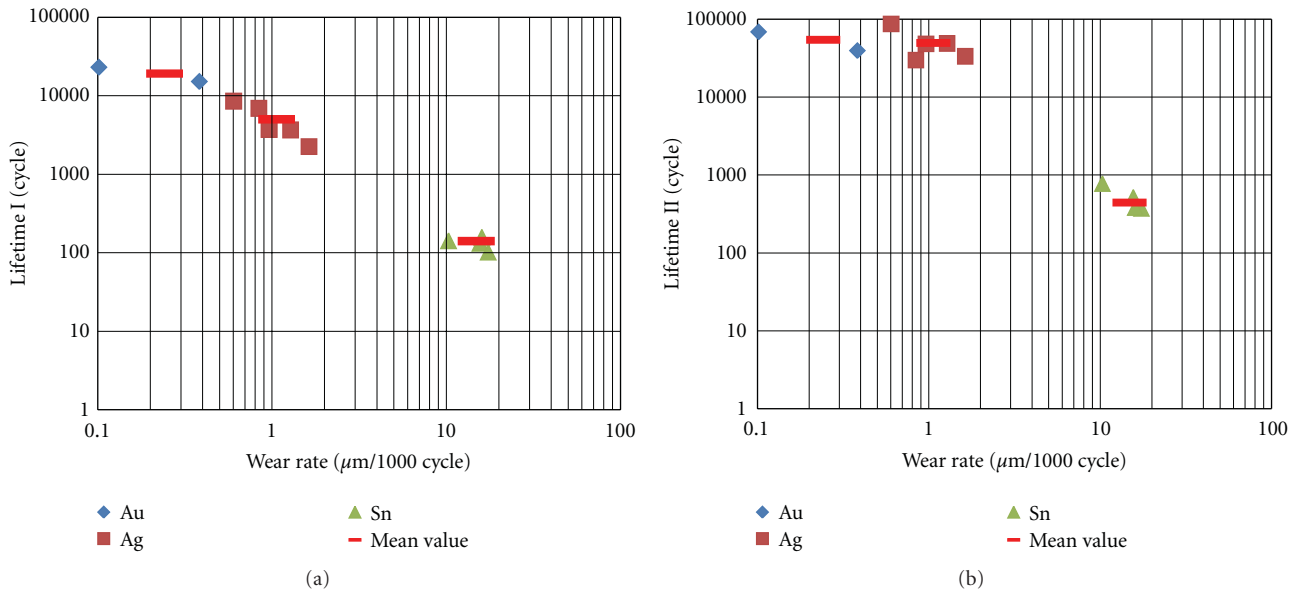 100000
10000
1000
100
10
1
Lifetime I (cycle)
0.1 1 10 100
Wear rate (μm/1000 cycle)
Au
Ag
Sn
Mean value
(a)
100000
10000
1000
100
10
1
Lifetime II (cycle)
0.1 1 10 100
Wear rate (μm/1000 cycle)
Au
Ag
Sn
Mean value
(b)